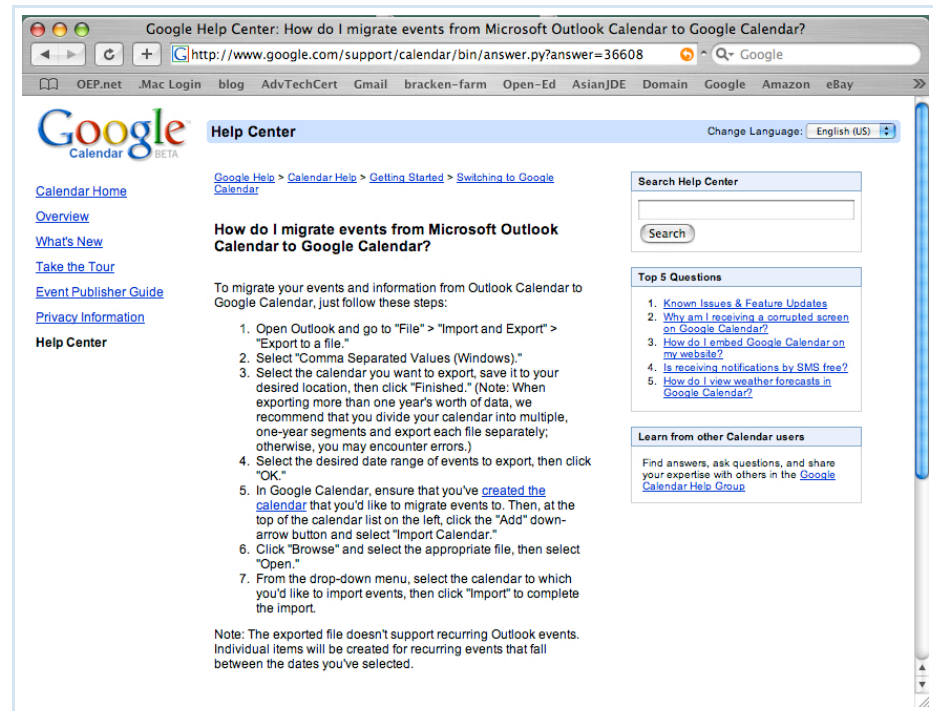 Google Help Center: How do I migrate events from Microsoft Outlook Calendar to Google Calendar?
http://www.google.com/support/calendar/bin/answer.py?answer=36608
Google
OEP.net .Mac Login blog AdvTechCert Gmail bracken-farm Open-Ed AsianJDE Domain Google Amazon eBay
Google
Calendar BETA
Help Center
Change Language: English (US)
Calendar Home
Overview
What's New
Take the Tour
Event Publisher Guide
Privacy Information
Help Center
Google Help > Calendar Help > Getting Started > Switching to Google
Calendar
How do I migrate events from Microsoft Outlook
Calendar to Google Calendar?
To migrate your events and information from Outlook Calendar to
Google Calendar, just follow these steps:
1. Open Outlook and go to "File" > "Import and Export" >
"Export to a file."
2. Select "Comma Separated Values (Windows)."
3. Select the calendar you want to export, save it to your
desired location, then click "Finished." (Note: When
exporting more than one year's worth of data, we
recommend that you divide your calendar into multiple,
one-year segments and export each file separately;
otherwise, you may encounter errors.)
4. Select the desired date range of events to export, then click
"OK."
5. In Google Calendar, ensure that you've created the
calendar that you'd like to migrate events to. Then, at the
top of the calendar list on the left, click the "Add" down-
arrow button and select "Import Calendar."
6. Click "Browse" and select the appropriate file, then select
"Open."
7. From the drop-down menu, select the calendar to which
you'd like to import events, then click "Import" to complete
the import.
Note: The exported file doesn't support recurring Outlook events.
Individual items will be created for recurring events that fall
between the dates you've selected.
Search Help Center
Search
Top 5 Questions
1. Known Issues & Feature Updates
2. Why am I receiving a corrupted screen
on Google Calendar?
3. How do I embed Google Calendar on
my website?
4. Is receiving notifications by SMS free?
5. How do I view weather forecasts in
Google Calendar?
Learn from other Calendar users
Find answers, ask questions, and share
your expertise with others in the Google
Calendar Help Group